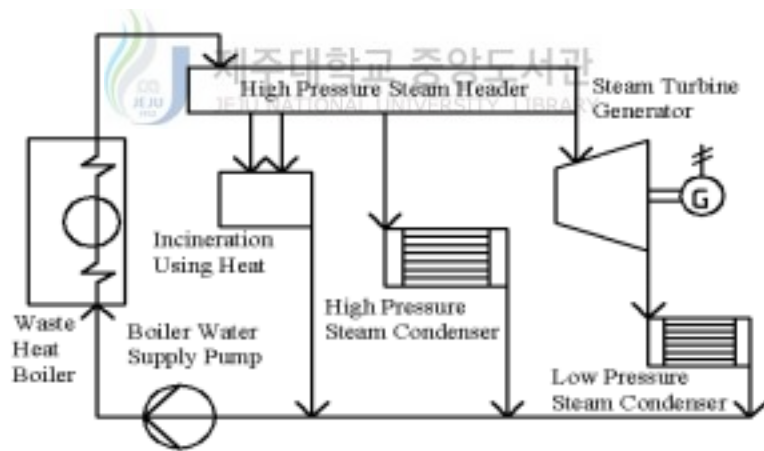 제주대학교 중앙도서관
JEJU NATIONAL UNIVERSITY LIBRARY
JEJU
1952
High Pressure Steam Header
Steam Turbine
Generator
G
Incineration
Using Heat
High Pressure
Steam Condenser
Waste
Heat
Boiler
Boiler Water
Supply Pump
Low Pressure
Steam Condenser